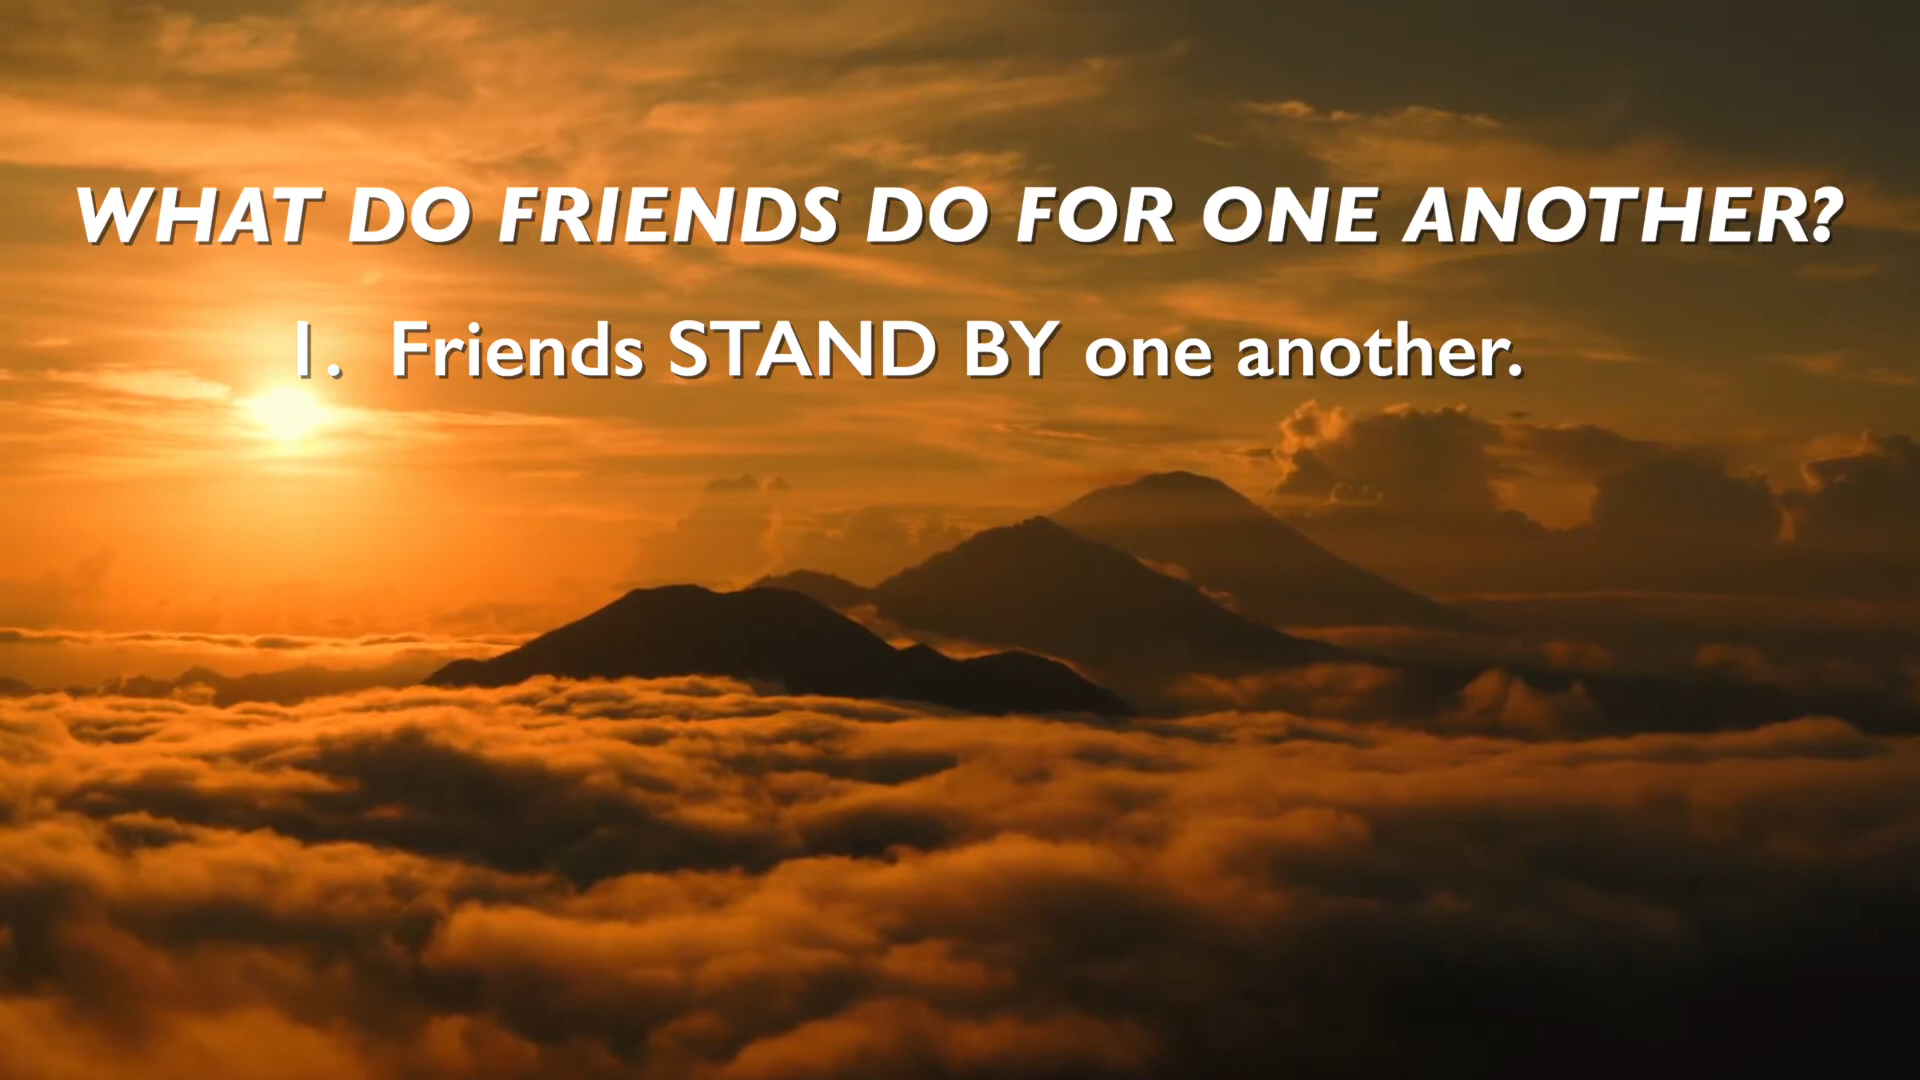 WHAT DO FRIENDS DO FOR ONE ANOTHER?
1. Friends STAND BY one another.